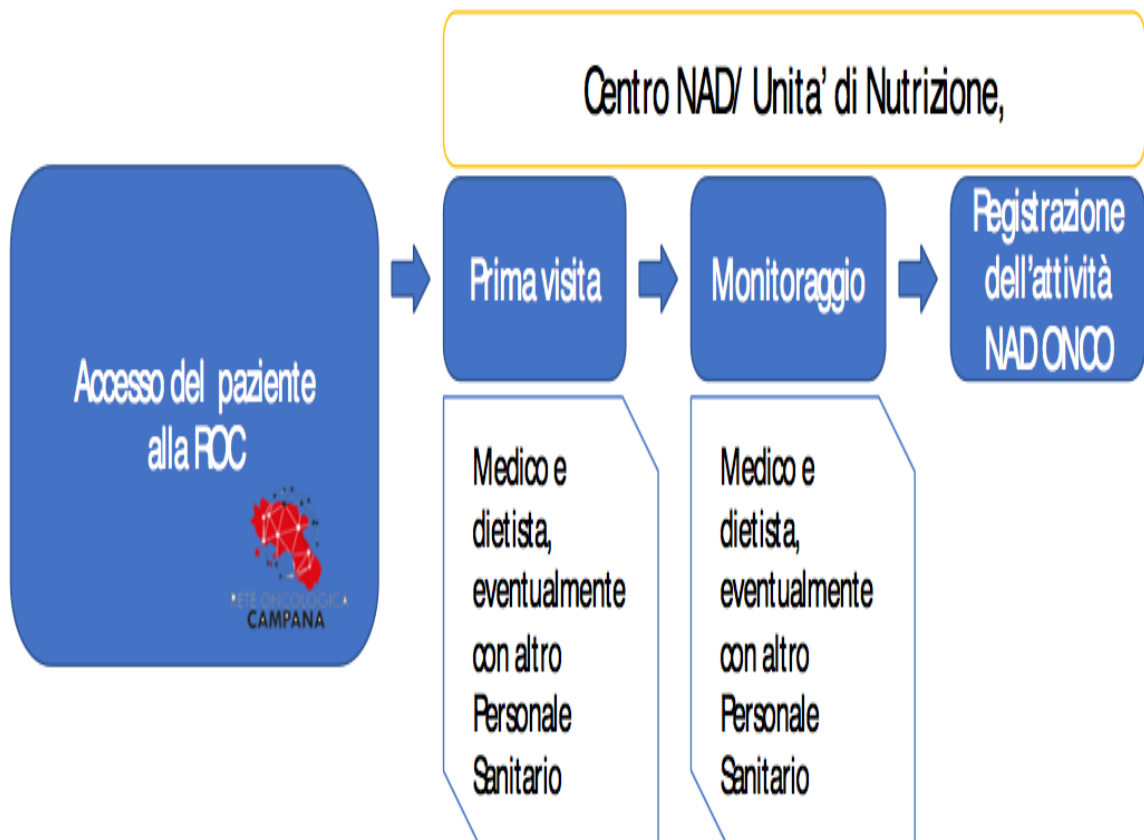 Centro NAD/ Unita' di Nutrizione,
Accesso del paziente
alla ROC
RETE ONCOLOGICA
CAMPANA
Prima visita
Monitoraggio
Registrazione
dell'attività
NAD ONCO
Medico e
dietista,
eventualmente
con altro
Personale
Sanitario
Medico e
dietista,
eventualmente
con altro
Personale
Sanitario